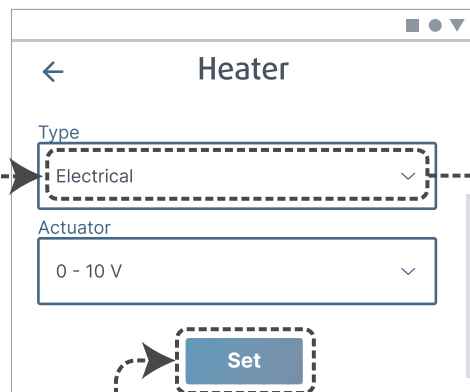 Heater
Type
Electrical
Actuator
0 - 10 V
Set